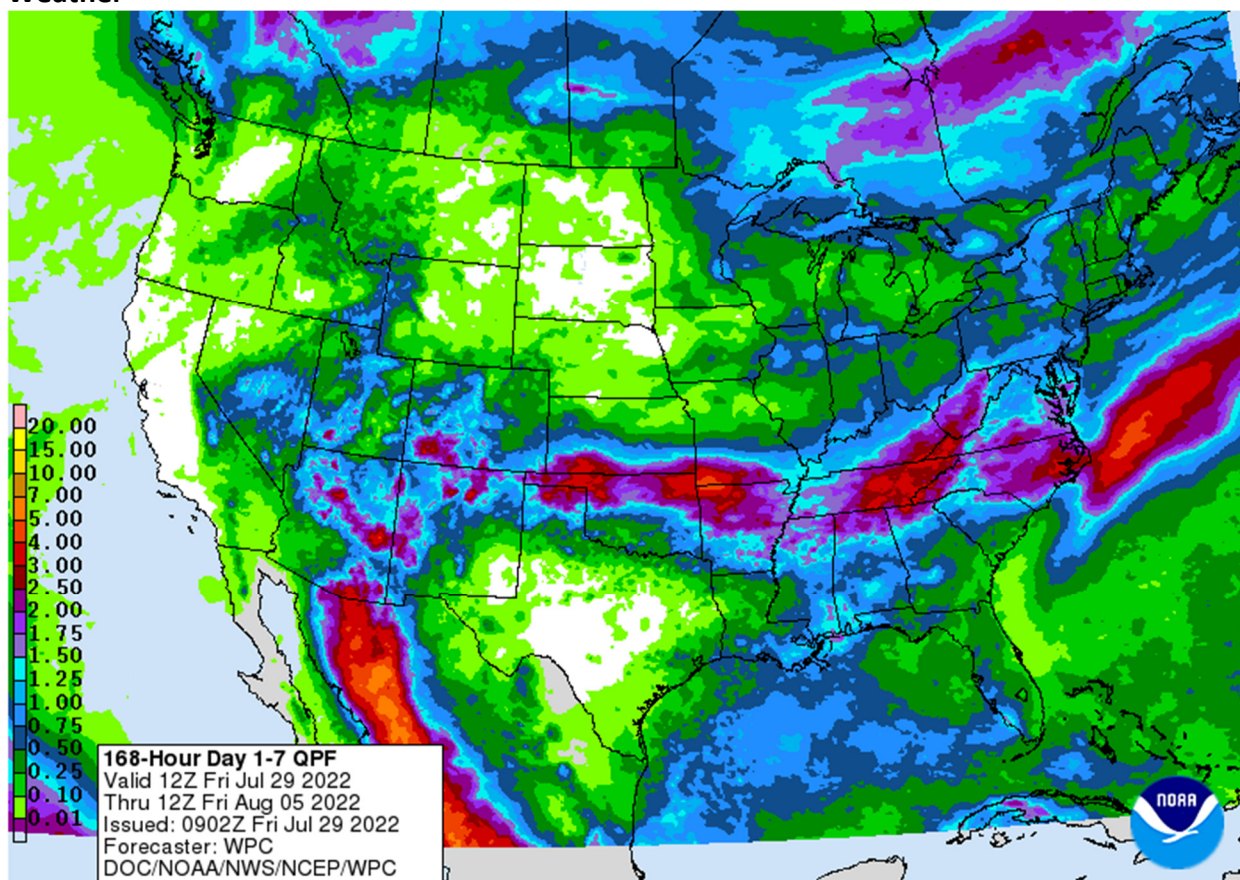 Weather
20.00
15.00
10.00
7.00
5.00
4.00
3.00
2.50
2.00
1.75
1.50
1.25
1.00
0.75
0.50
0.25
0.10
0.01
168-Hour Day 1-7 QPF
Valid 12Z Fri Jul 29 2022
Thru 12Z Fri Aug 05 2022
Issued: 0902Z Fri Jul 29 2022
Forecaster: WPC
DOC/NOAA/NWS/NCEP/WPC
NOAA